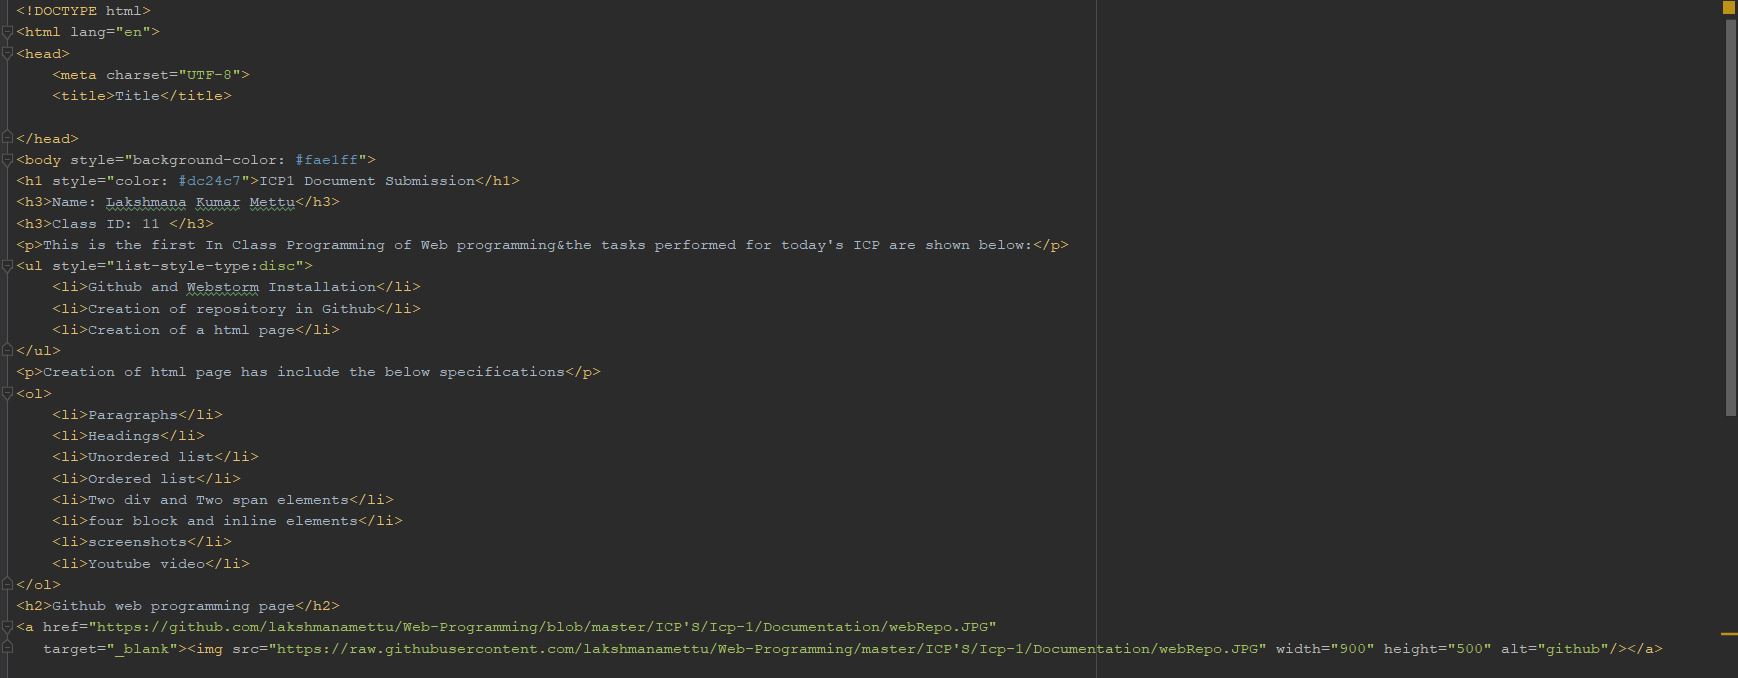 <!DOCTYPE html>
<html lang="en">
<head>
    <meta charset="UTF-8">
    <title>Title</title>

</head>
<body style="background-color: #fae1ff">
<h1 style="color: #dc24c7">ICP1 Document Submission</h1>
<h3>Name: Lakshmana Kumar Mettu</h3>
<h3>Class ID: 11 </h3>
<p>This is the first In Class Programming of Web programming&the tasks performed for today's ICP are shown below:</p>
<ul style="list-style-type:disc">
    <li>Github and Webstorm Installation</li>
    <li>Creation of repository in Github</li>
    <li>Creation of a html page</li>
</ul>
<p>Creation of html page has include the below specifications</p>
<ol>
    <li>Paragraphs</li>
    <li>Headings</li>
    <li>Unordered list</li>
    <li>Ordered list</li>
    <li>Two div and Two span elements</li>
    <li>four block and inline elements</li>
    <li>screenshots</li>
    <li>Youtube video</li>
</ol>
<h2>Github web programming page</h2>
<a href="https://github.com/lakshmanamettu/Web-Programming/blob/master/ICP'S/Icp-1/Documentation/webRepo.JPG"
   target="_blank"><img src="https://raw.githubusercontent.com/lakshmanamettu/Web-Programming/master/ICP'S/Icp-1/Documentation/webRepo.JPG" width="900" height="500" alt="github"/></a>